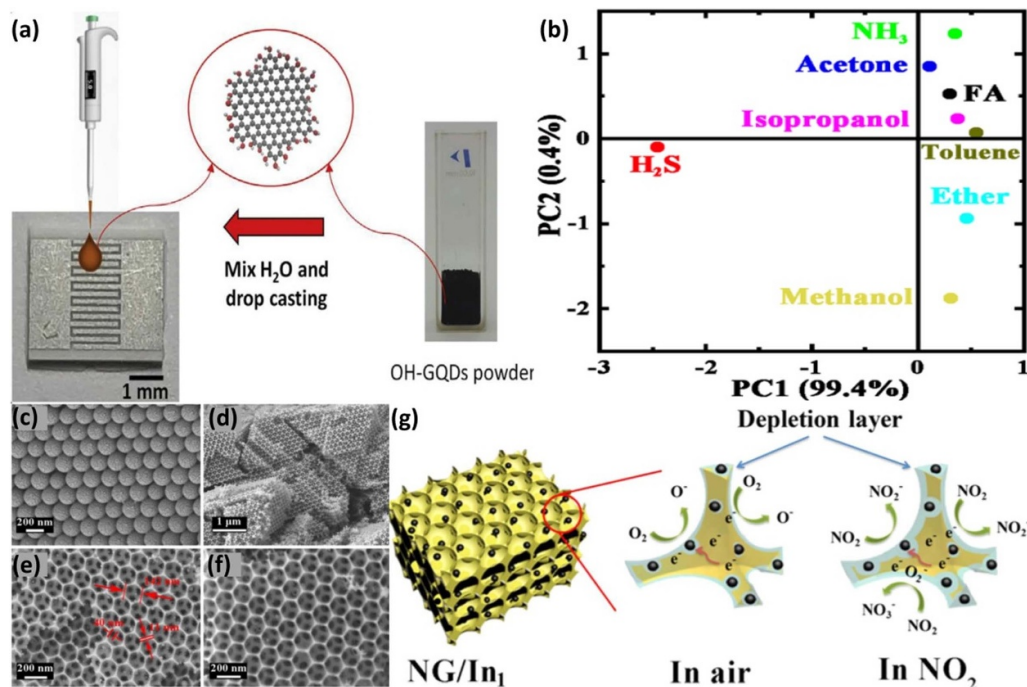 (a)
Mix H₂O and
drop casting
1 mm
OH-GQDs powder
(b)
NH₃
Acetone
FA
Isopropanol
Toluene
H₂S
Ether
Methanol
PC2 (0.4%)
1
0
-1
-2
-3
-2
-1
0
1
PC1 (99.4%)
(c)
200 nm
(d)
1 μm
(e)
200 nm
(f)
200 nm
(g)
Depletion layer
O⁻
O₂
O₂
O⁻
e⁻
e⁻
e⁻
e⁻
e⁻
NO₂⁻
NO₂
NO₂
NO₂⁻
e⁻
e⁻
e⁻
O₂⁻
e⁻
e⁻
NO₃⁻
NO₂
NG/In₁
In air
In NO₂